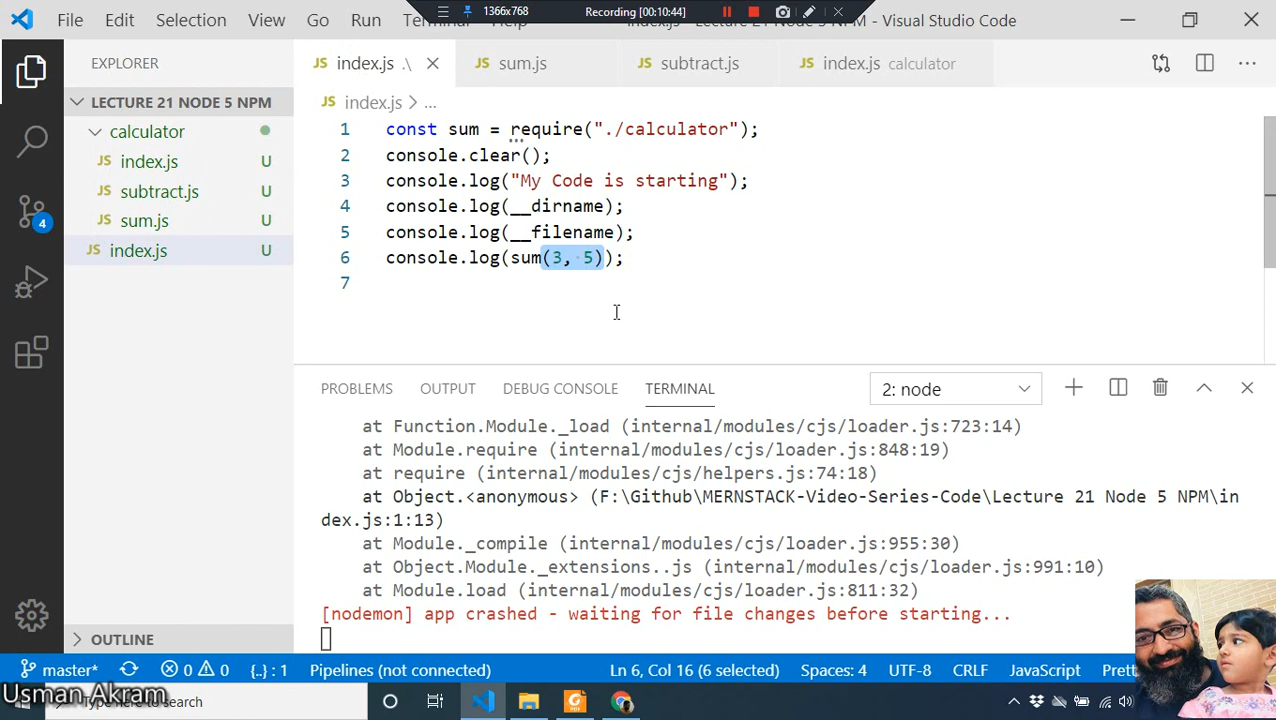 File Edit Selection View Go Run Terminal Help index.js - Lecture 21 Node 5 NPM - Visual Studio Code
1366x768 Recording [00:10:44]
EXPLORER
LECTURE 21 NODE 5 NPM
calculator
JS index.js U
JS subtract.js U
JS sum.js U
JS index.js U
OUTLINE
4
JS index.js .\
JS sum.js
JS subtract.js
JS index.js calculator
JS index.js > ...
1 const sum = require("./calculator");
2 console.clear();
3 console.log("My Code is starting");
4 console.log(__dirname);
5 console.log(__filename);
6 console.log(sum(3, 5));
7
PROBLEMS OUTPUT DEBUG CONSOLE TERMINAL 2: node
at Function.Module._load (internal/modules/cjs/loader.js:723:14)
at Module.require (internal/modules/cjs/loader.js:848:19)
at require (internal/modules/cjs/helpers.js:74:18)
at Object.<anonymous> (F:\Github\MERNSTACK-Video-Series-Code\Lecture 21 Node 5 NPM\in
dex.js:1:13)
at Module._compile (internal/modules/cjs/loader.js:955:30)
at Object.Module._extensions..js (internal/modules/cjs/loader.js:991:10)
at Module.load (internal/modules/cjs/loader.js:811:32)
[nodemon] app crashed - waiting for file changes before starting...
master* 0 0 {.} : 1 Pipelines (not connected) Ln 6, Col 16 (6 selected) Spaces: 4 UTF-8 CRLF JavaScript
Usman Akram
here to search